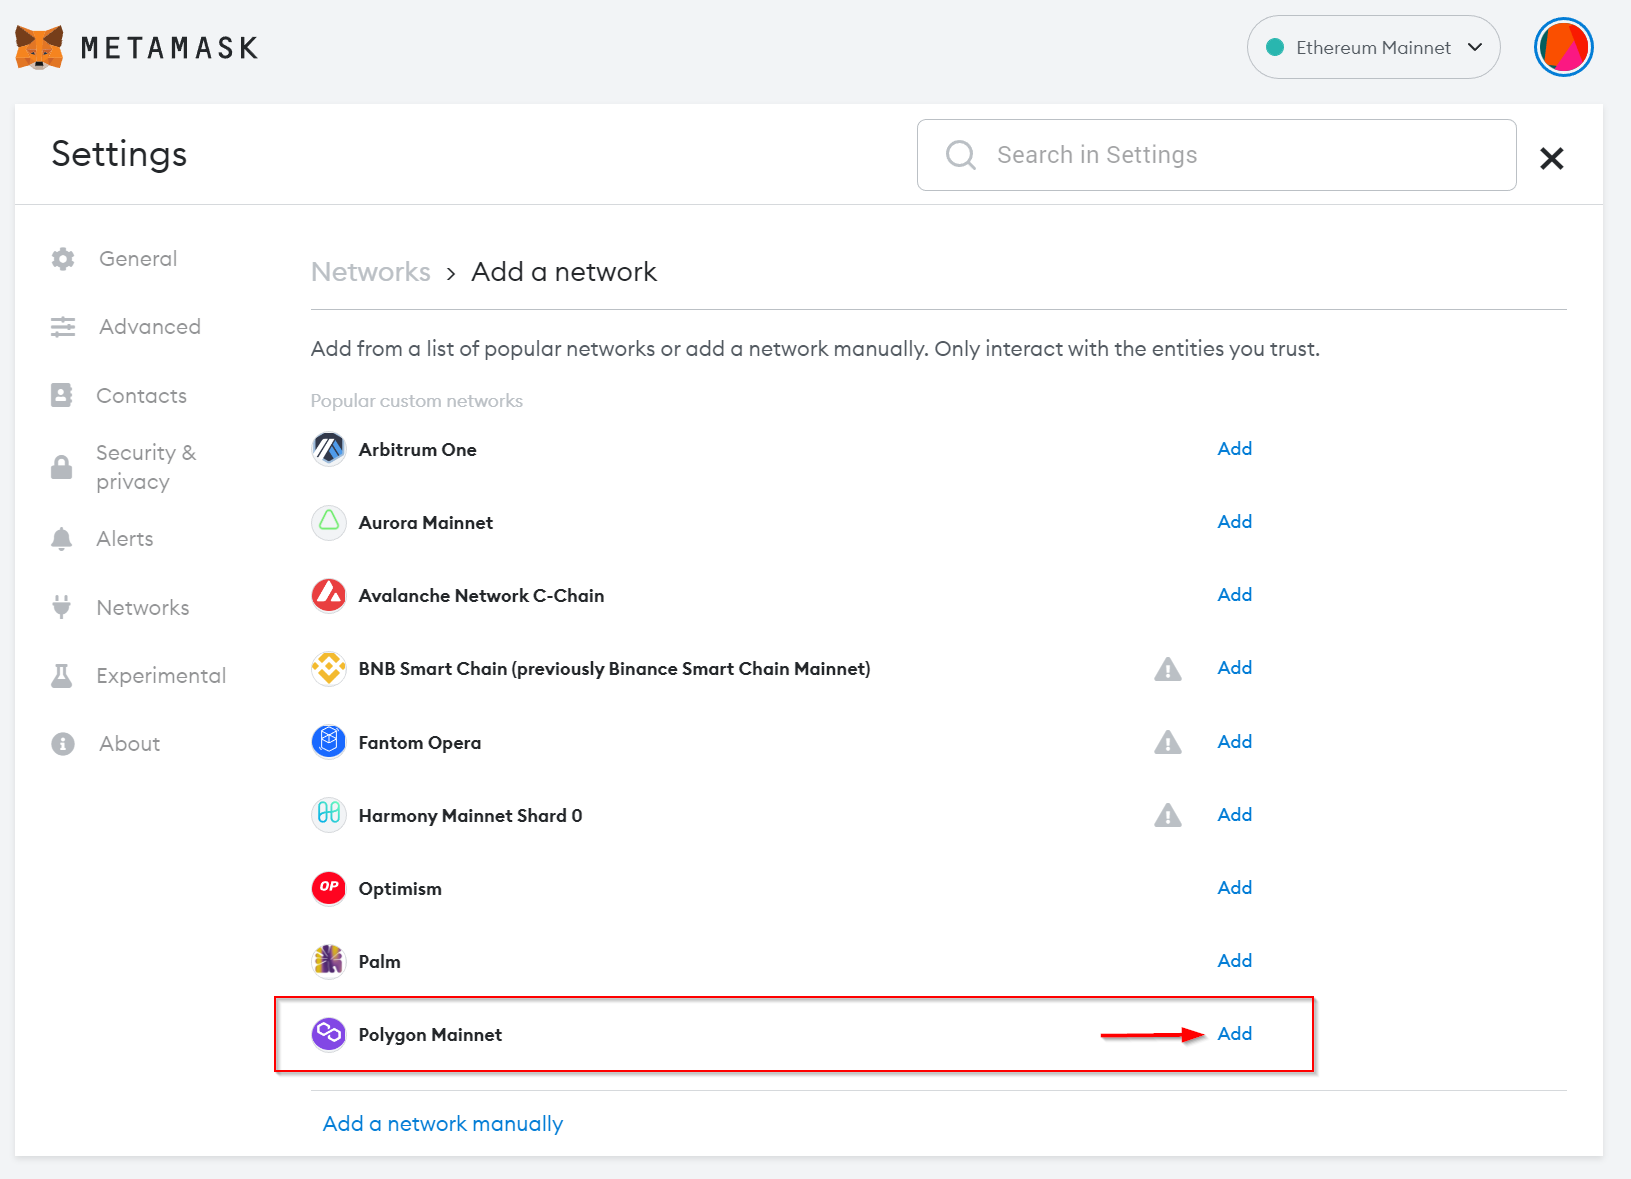 METAMASK
Ethereum Mainnet
Settings
Search in Settings
General
Advanced
Contacts
Security &
privacy
Alerts
Networks
Experimental
About
Networks › Add a network
Add from a list of popular networks or add a network manually. Only interact with the entities you trust.
Popular custom networks
Arbitrum One Add
Aurora Mainnet Add
Avalanche Network C-Chain Add
BNB Smart Chain (previously Binance Smart Chain Mainnet) Add
Fantom Opera Add
Harmony Mainnet Shard 0 Add
OP Optimism Add
Palm Add
Polygon Mainnet Add
Add a network manually